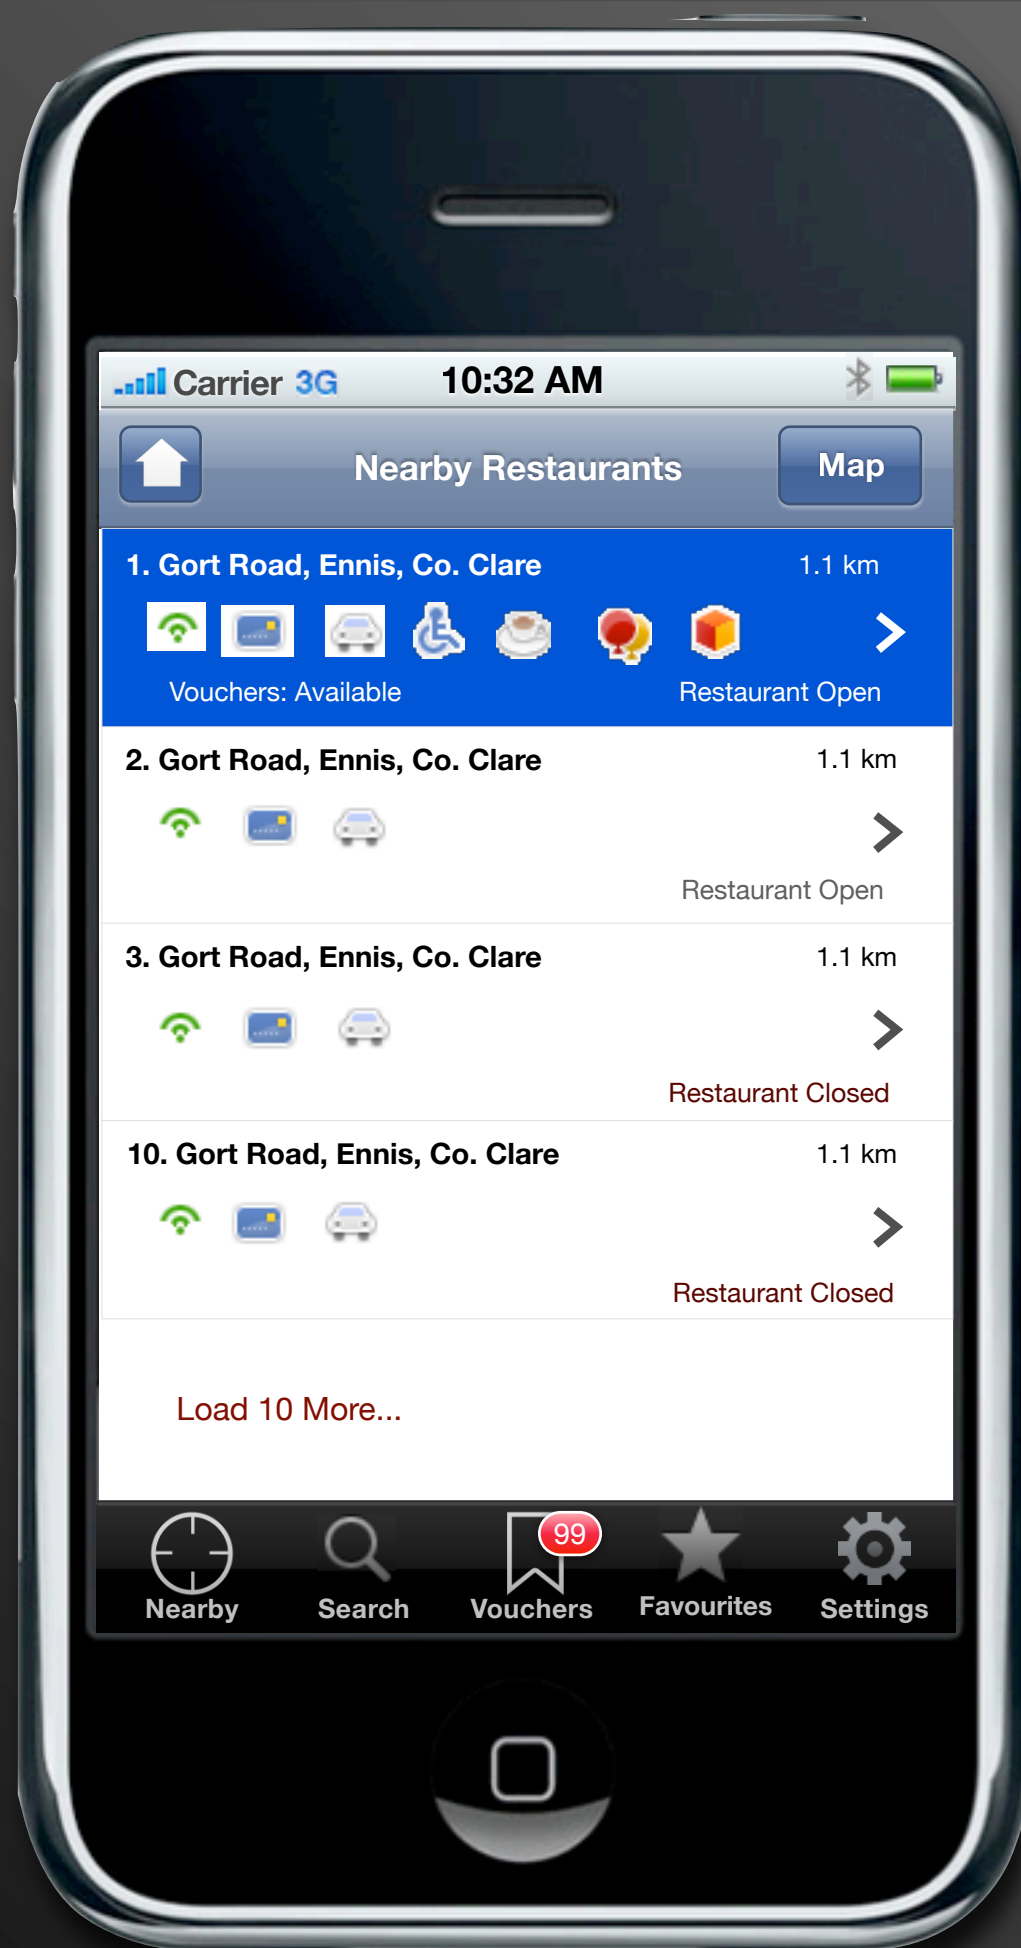 Carrier 3G 10:32 AM
Nearby Restaurants Map
1. Gort Road, Ennis, Co. Clare 1.1 km
Vouchers: Available Restaurant Open
2. Gort Road, Ennis, Co. Clare 1.1 km
Restaurant Open
3. Gort Road, Ennis, Co. Clare 1.1 km
Restaurant Closed
10. Gort Road, Ennis, Co. Clare 1.1 km
Restaurant Closed
Load 10 More...
99
Nearby Search Vouchers Favourites Settings